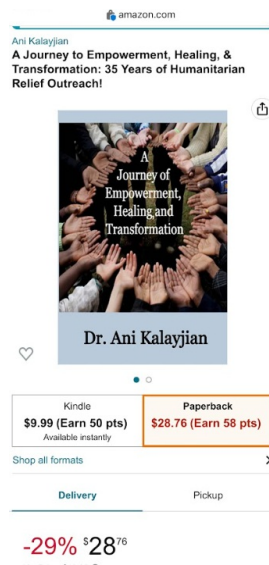 amazon.com
Ani Kalayjian
A Journey to Empowerment, Healing, &
Transformation: 35 Years of Humanitarian
Relief Outreach!
A
Journey of
Empowerment,
Healing and
Transformation
Dr. Ani Kalayjian
Kindle
$9.99 (Earn 50 pts)
Available instantly
Paperback
$28.76 (Earn 58 pts)
Shop all formats
Delivery
Pickup
-29% $2876